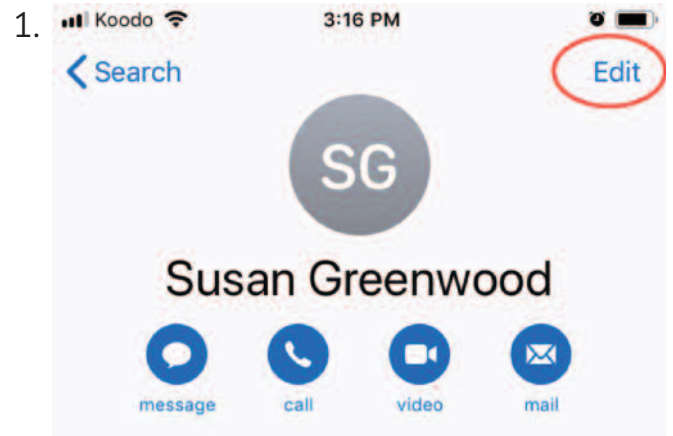 1. Koodo 3:16 PM
Search Edit
SG
Susan Greenwood
message call video mail